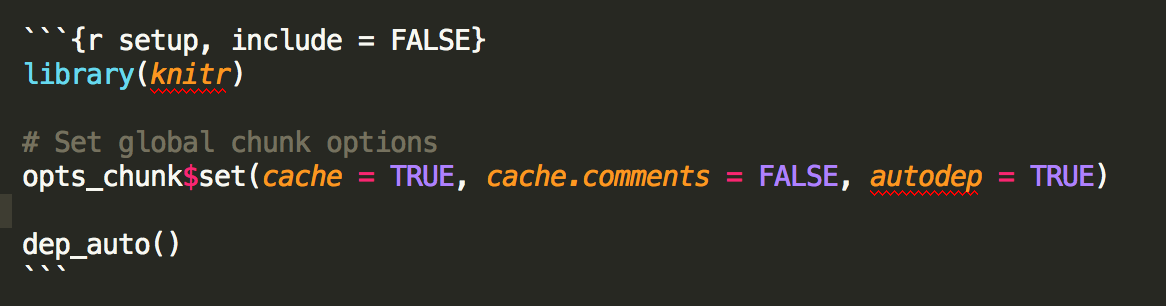 ```{r setup, include = FALSE}
library(knitr)
# Set global chunk options
opts_chunk$set(cache = TRUE, cache.comments = FALSE, autodep = TRUE)
dep_auto()
```